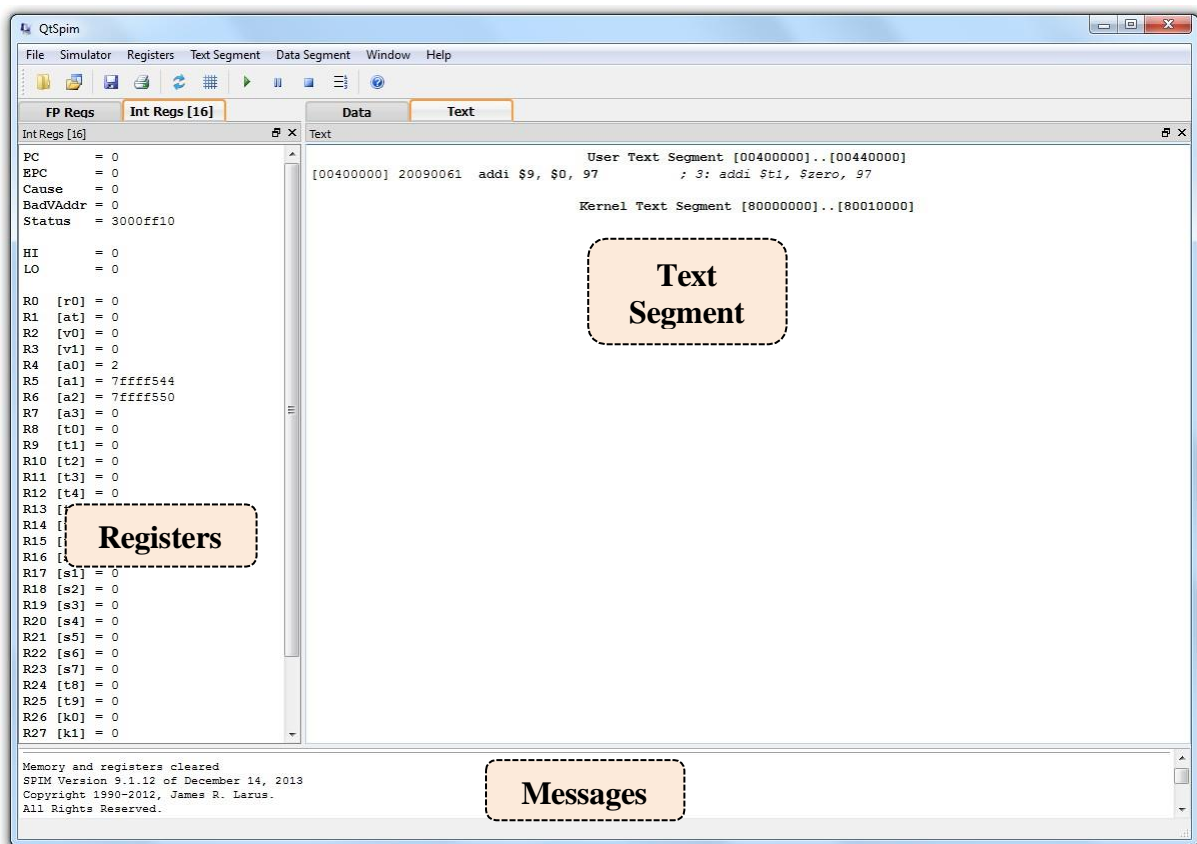 QtSpim
File Simulator Registers Text Segment Data Segment Window Help
FP Regs Int Regs [16] Data Text
Int Regs [16]
PC = 0
EPC = 0
Cause = 0
BadVAddr = 0
Status = 3000ff10
HI = 0
LO = 0
R0 [r0] = 0
R1 [at] = 0
R2 [v0] = 0
R3 [v1] = 0
R4 [a0] = 2
R5 [a1] = 7ffff544
R6 [a2] = 7ffff550
R7 [a3] = 0
R8 [t0] = 0
R9 [t1] = 0
R10 [t2] = 0
R11 [t3] = 0
R12 [t4] = 0
R13
R14
R15
R16
Registers
R17 [s1] = 0
R18 [s2] = 0
R19 [s3] = 0
R20 [s4] = 0
R21 [s5] = 0
R22 [s6] = 0
R23 [s7] = 0
R24 [t8] = 0
R25 [t9] = 0
R26 [k0] = 0
R27 [k1] = 0
Text
User Text Segment [00400000]..[00440000]
[00400000] 20090061 addi $9, $0, 97 ; 3: addi $t1, $zero, 97
Kernel Text Segment [80000000]..[80010000]
Text
Segment
Memory and registers cleared
SPIM Version 9.1.12 of December 14, 2013
Copyright 1990-2012, James R. Larus.
All Rights Reserved.
Messages